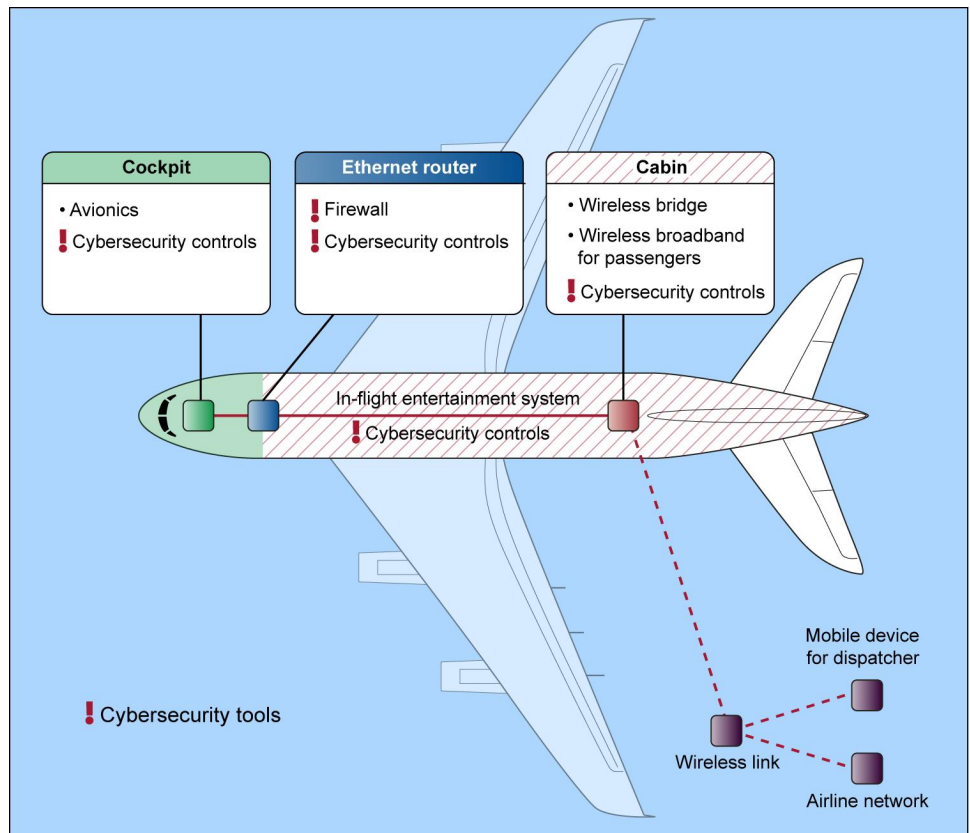 Cockpit
• Avionics
! Cybersecurity controls
Ethernet router
! Firewall
! Cybersecurity controls
Cabin
• Wireless bridge
• Wireless broadband
for passengers
! Cybersecurity controls
In-flight entertainment system
! Cybersecurity controls
Mobile device
for dispatcher
! Cybersecurity tools
Wireless link
Airline network